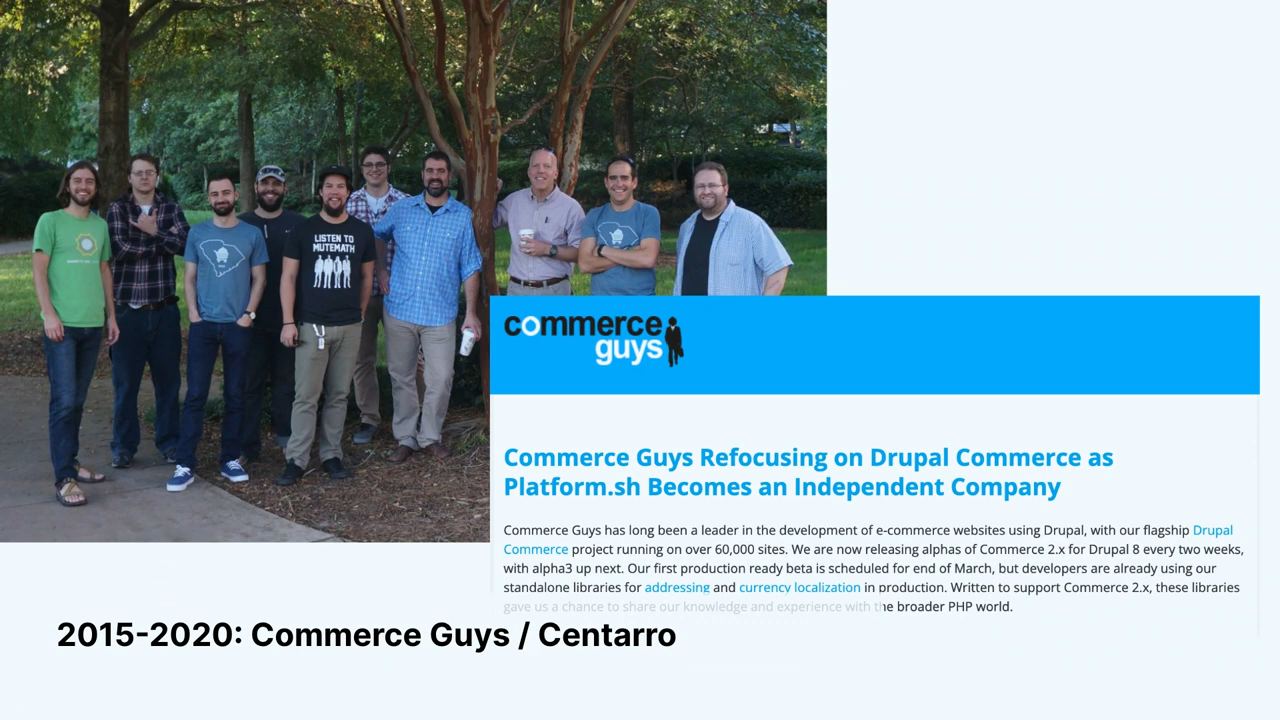 LISTEN TO
MUTEMATH
commerce
guys
Commerce Guys Refocusing on Drupal Commerce as
Platform.sh Becomes an Independent Company
Commerce Guys has long been a leader in the development of e-commerce websites using Drupal, with our flagship Drupal
Commerce project running on over 60,000 sites. We are now releasing alphas of Commerce 2.x for Drupal 8 every two weeks,
with alpha3 up next. Our first production ready beta is scheduled for end of March, but developers are already using our
standalone libraries for addressing and currency localization in production. Written to support Commerce 2.x, these libraries
gave us a chance to share our knowledge and experience with the broader PHP world.
2015-2020: Commerce Guys / Centarro